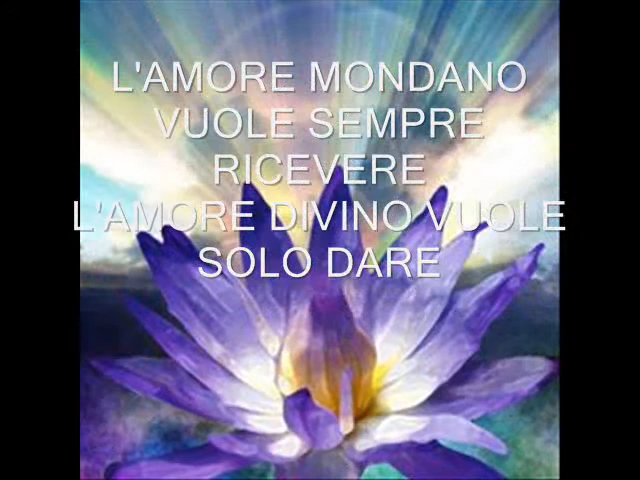 L'AMORE MONDANO
VUOLE SEMPRE
RICEVERE
L'AMORE DIVINO VUOLE
SOLO DARE